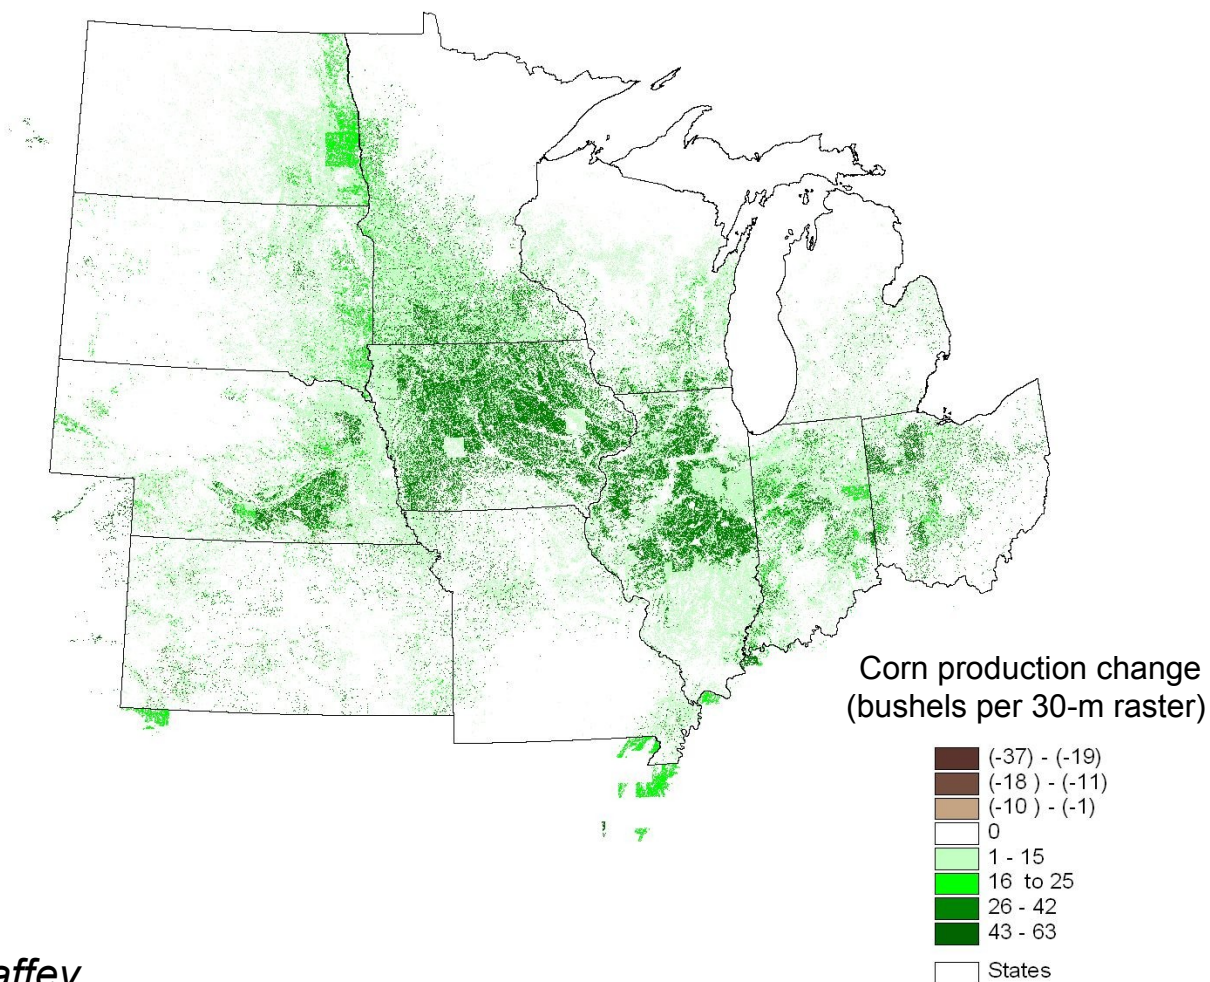 Corn production change
(bushels per 30-m raster)
(-37) - (-19)
(-18 ) - (-11)
(-10 ) - (-1)
0
1 - 15
16 to 25
26 - 42
43 - 63
States
affey